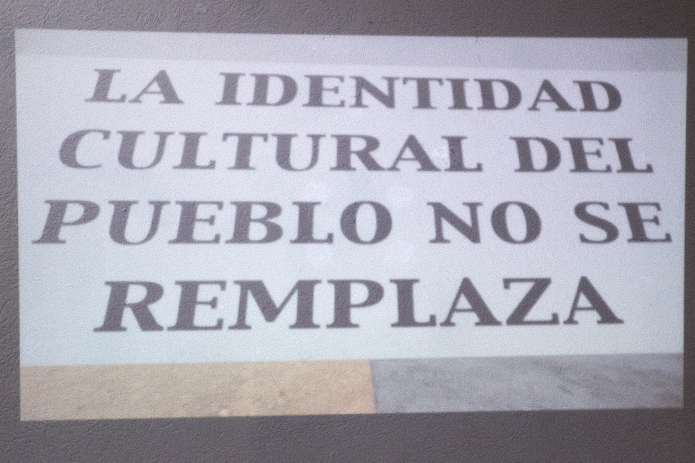 LA IDENTIDAD
CULTURAL DEL
PUEBLO NO SE
REMPLAZA